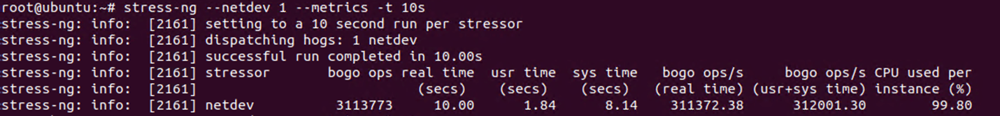 root@ubuntu:~# stress-ng --netdev 1 --metrics -t 10s
stress-ng: info:  [2161] setting to a 10 second run per stressor
stress-ng: info:  [2161] dispatching hogs: 1 netdev
stress-ng: info:  [2161] successful run completed in 10.00s
stress-ng: info:  [2161] stressor       bogo ops real time  usr time  sys time   bogo ops/s     bogo ops/s CPU used per
stress-ng: info:  [2161]                           (secs)    (secs)    (secs)   (real time) (usr+sys time) instance (%)
stress-ng: info:  [2161] netdev          3113773     10.00      1.84      8.14    311372.38      312001.30        99.80